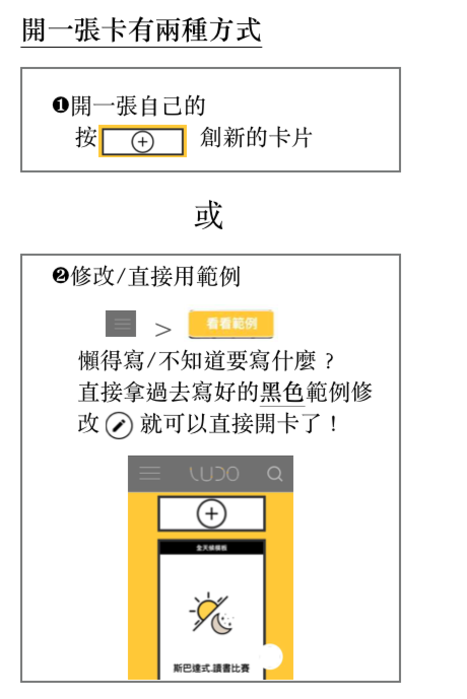 開一張卡有兩種方式
❶開一張自己的
按 創新的卡片
或
❷修改/直接用範例
> 看看範例
懶得寫/不知道要寫什麼？
直接拿過去寫好的黑色範例修
改 就可以直接開卡了！
LUDO
全天候模板
斯巴達式.讀書比賽